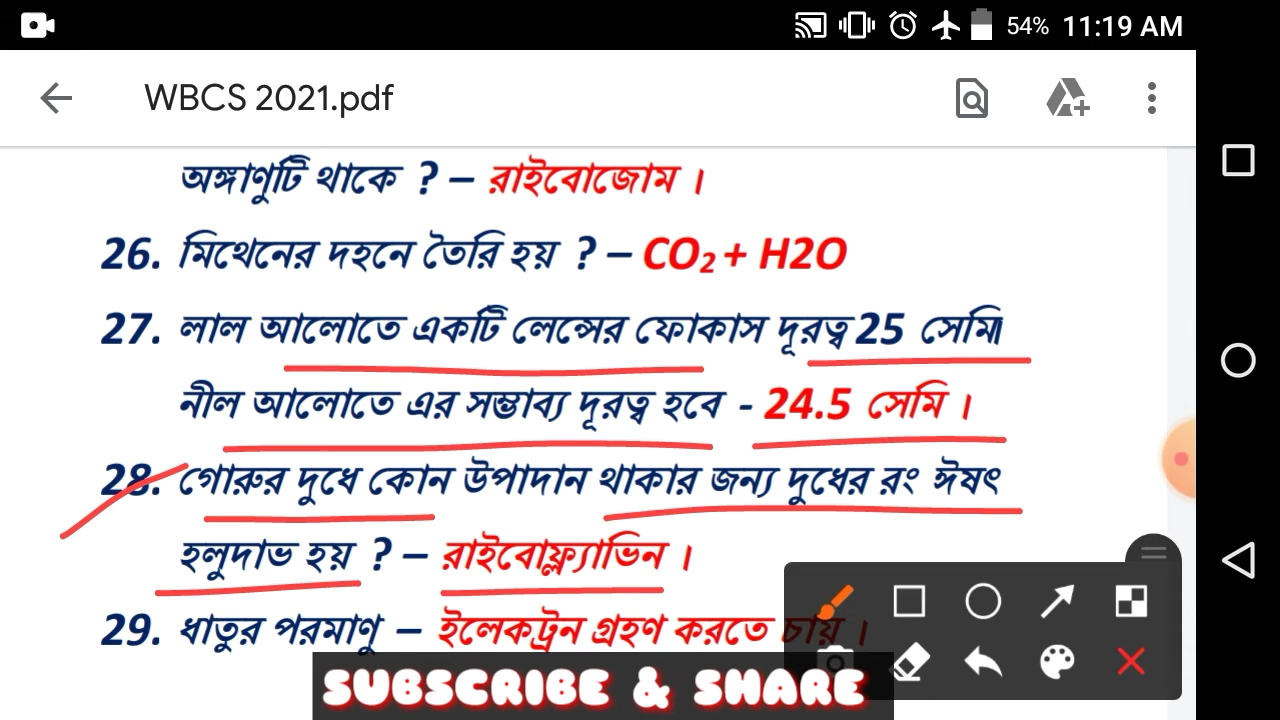 54% 11:19 AM
WBCS 2021.pdf
অঙ্গাণুটি থাকে ? – রাইবোজোম ।
26. মিথেনের দহনে তৈরি হয় ? – CO₂ + H2O
27. লাল আলোতে একটি লেন্সের ফোকাস দূরত্ব 25 সেমি।
নীল আলোতে এর সম্ভাব্য দূরত্ব হবে - 24.5 সেমি ।
28. গোরুর দুধে কোন উপাদান থাকার জন্য দুধের রং ঈষৎ
হলুদাভ হয় ? – রাইবোফ্ল্যাভিন ।
29. ধাতুর পরমাণু – ইলেকট্রন গ্রহণ করতে চায় ।
SUBSCRIBE & SHARE